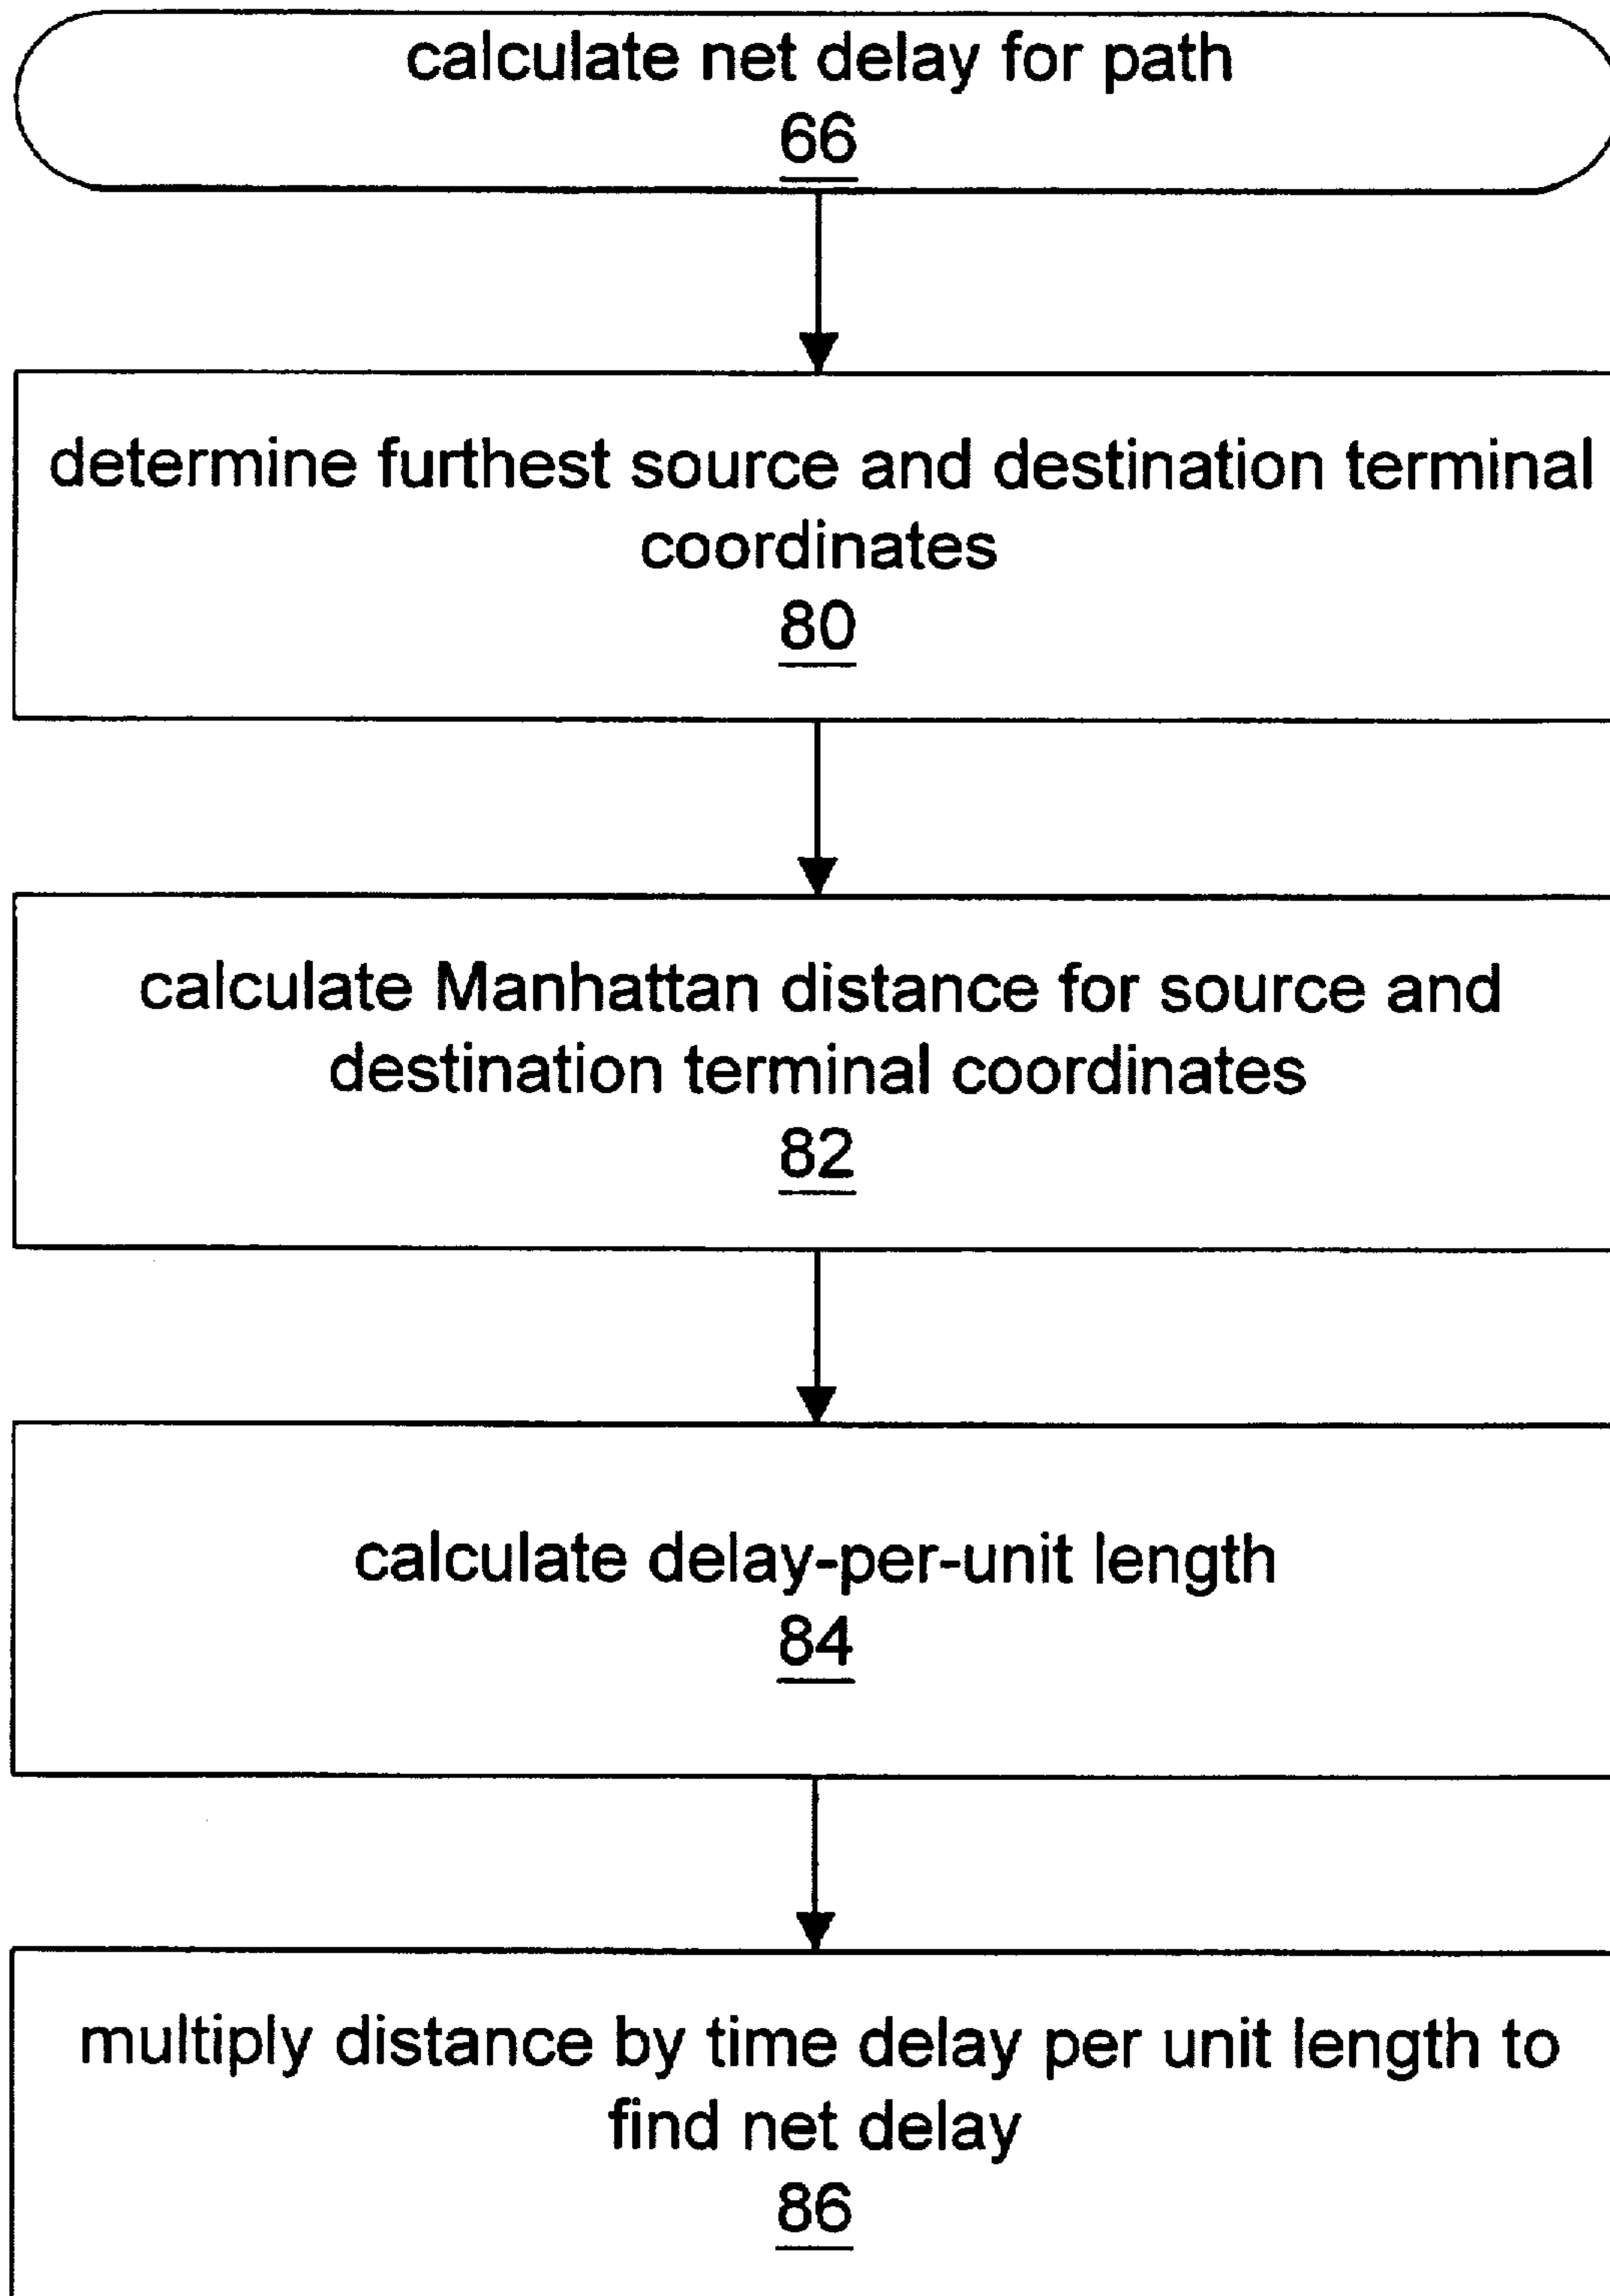 calculate net delay for path
66
determine furthest source and destination terminal
coordinates
80
calculate Manhattan distance for source and
destination terminal coordinates
82
calculate delay-per-unit length
84
multiply distance by time delay per unit length to
find net delay
86